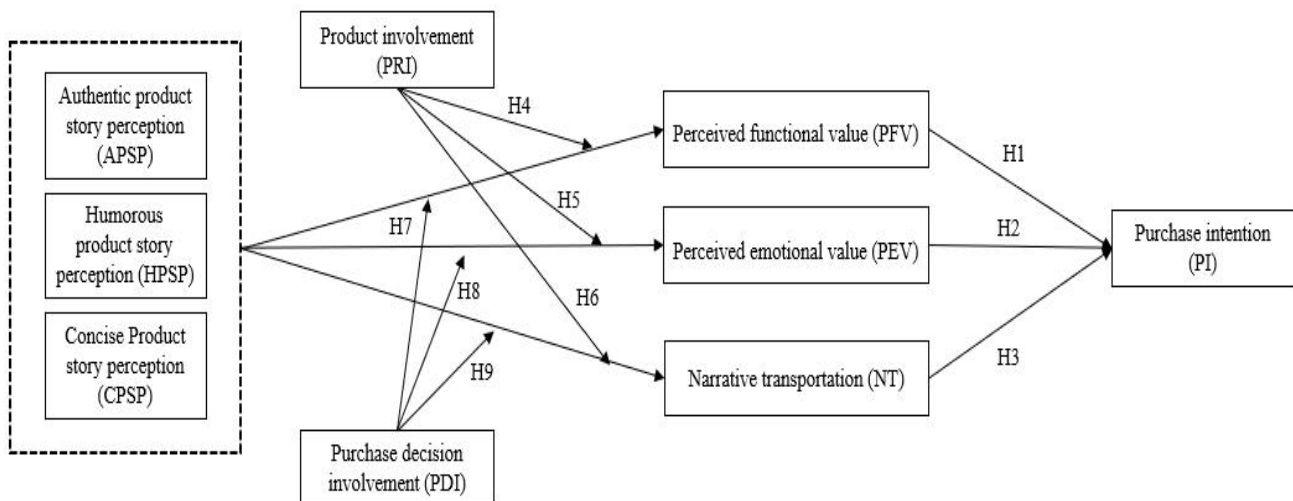 Product involvement
(PRI)
Authentic product
story perception
(APSP)
Humorous
product story
perception (HPSP)
Concise Product
story perception
(CPSP)
H4
H5
H6
H7
H8
H9
Purchase decision
involvement (PDI)
Perceived functional value (PFV)
Perceived emotional value (PEV)
Narrative transportation (NT)
H1
H2
H3
Purchase intention
(PI)